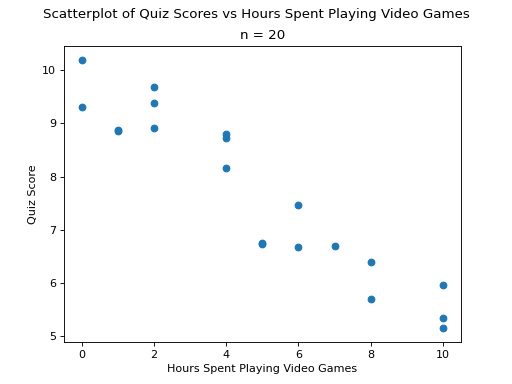 Scatterplot of Quiz Scores vs Hours Spent Playing Video Games
n = 20
10
9
8
7
6
5
Quiz Score
0 2 4 6 8 10
Hours Spent Playing Video Games